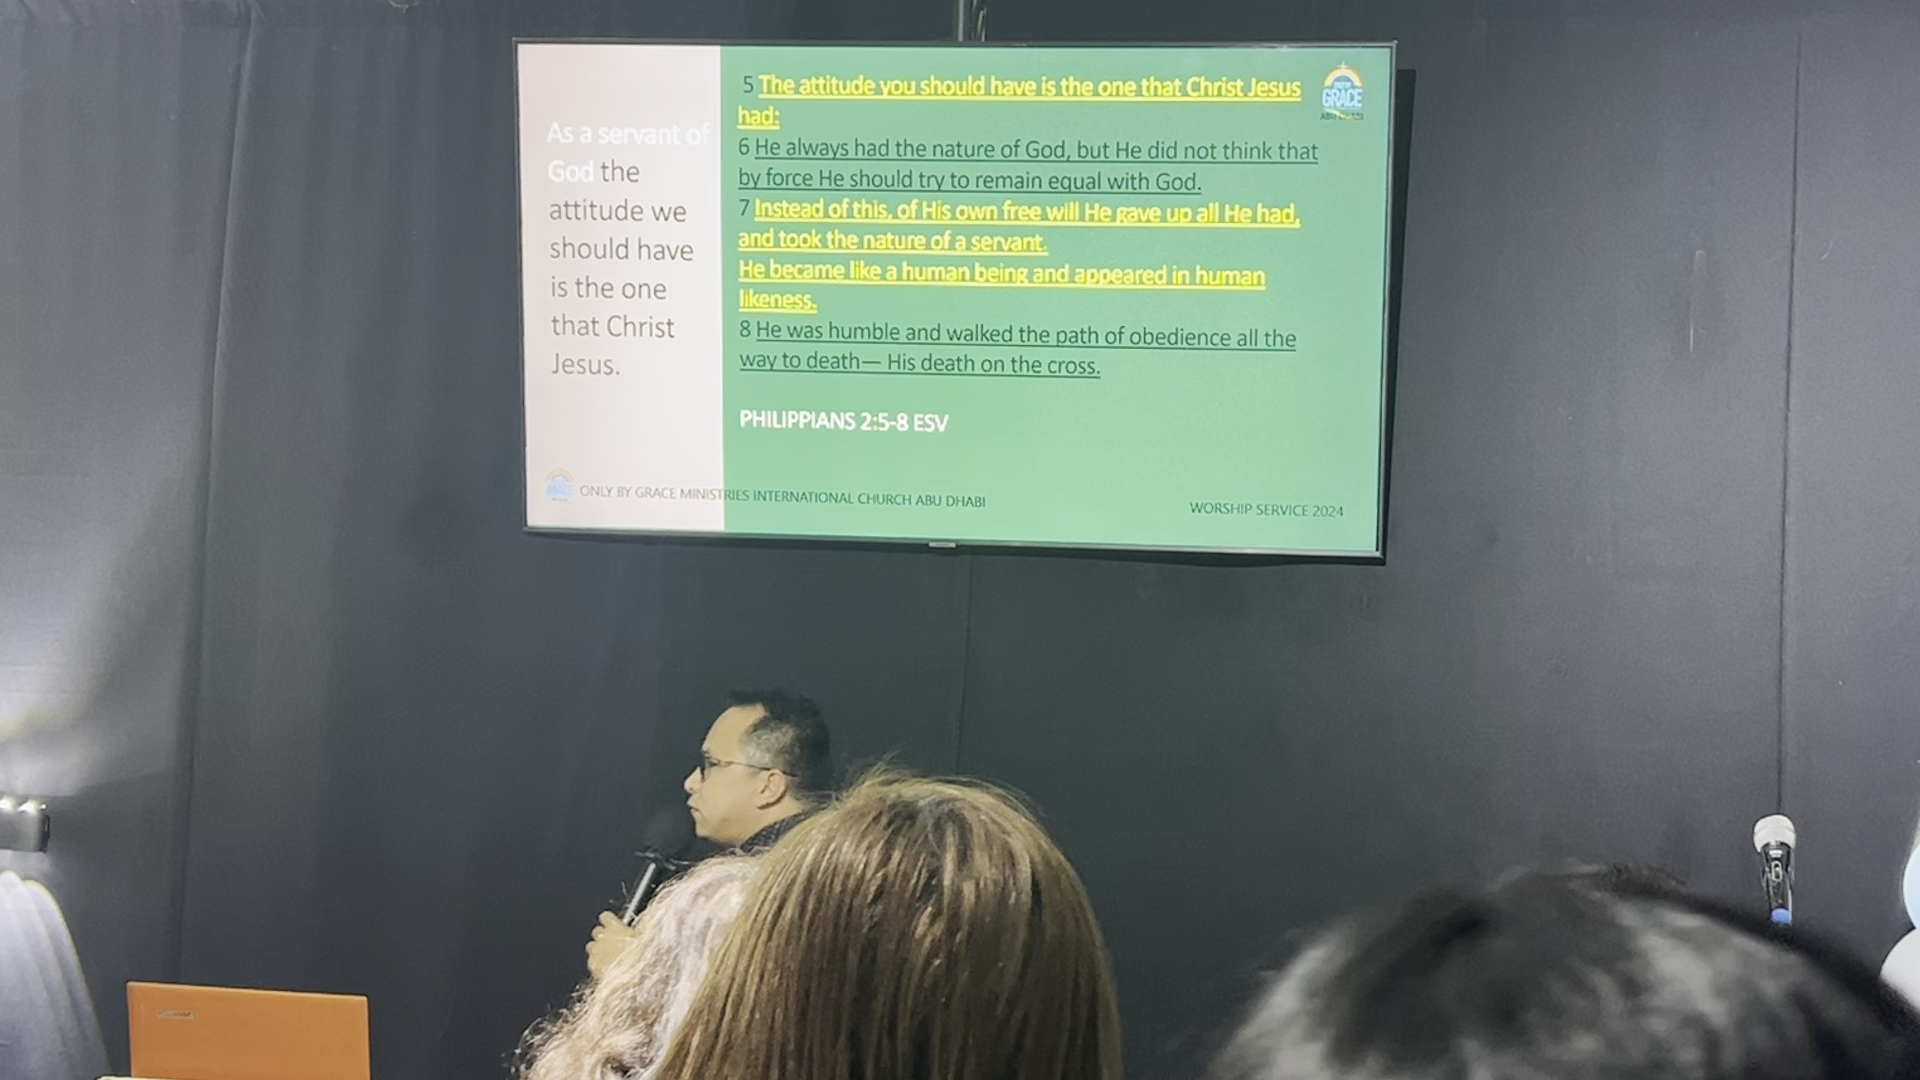 As a servant of
God the
attitude we
should have
is the one
that Christ
Jesus.
5 The attitude you should have is the one that Christ Jesus
had:
6 He always had the nature of God, but He did not think that
by force He should try to remain equal with God.
7 Instead of this, of His own free will He gave up all He had,
and took the nature of a servant.
He became like a human being and appeared in human
likeness.
8 He was humble and walked the path of obedience all the
way to death— His death on the cross.
PHILIPPIANS 2:5-8 ESV
GRACE
ABU DHABI
ONLY BY GRACE MINISTRIES INTERNATIONAL CHURCH ABU DHABI
WORSHIP SERVICE 2024